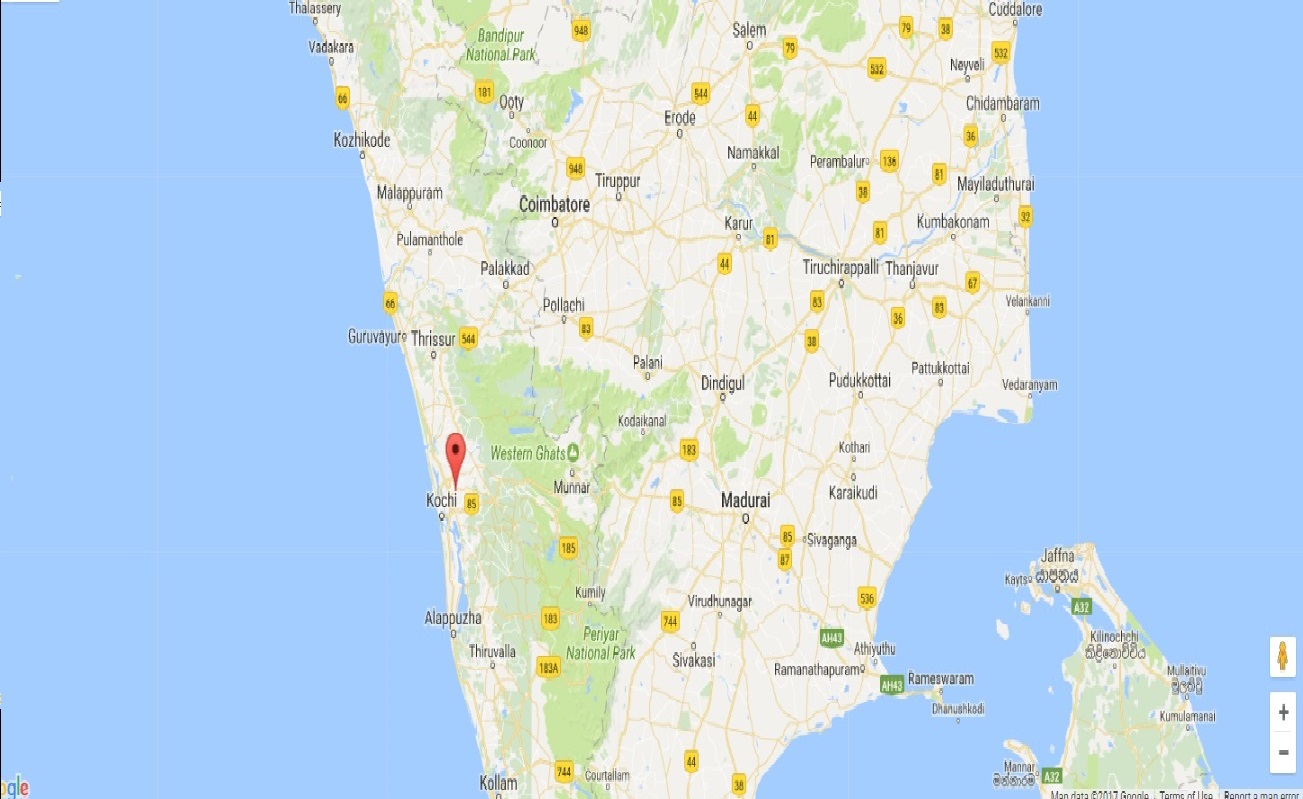 Thalassery
Cuddalore
948
79
38
Salem
Bandipur
National Park
Vadakara
79
532
Neyveli
532
66
181
Ooty
544
Chidambaram
44
Erode
36
Kozhikode
Coonoor
Namakkal
Perambalur
136
948
81
Tiruppur
Malappuram
38
Mayiladuthurai
Coimbatore
32
Karur
Kumbakonam
81
81
Pulamanthole
44
Palakkad
Tiruchirappalli
Thanjavur
67
66
Pollachi
83
Velankanni
83
36
83
Guruvayur
Thrissur
544
38
Palani
Pattukkottai
Dindigul
Pudukkottai
Vedaranyam
Kodaikanal
Western Ghats
183
Kothari
Munnar
Karaikudi
Kochi
85
85
Madurai
85
Sivaganga
185
87
Jaffna
යාපනය
Kayts
Kumily
Virudhunagar
536
A32
Alappuzha
183
744
Periyar
National Park
AH43
Kilinochchi
කිළිනොච්චිය
Thiruvalla
Athiyuthu
183A
Sivakasi
Ramanathapuram
Mullaitivu
මුලතිව්
AH43
Rameswaram
Dhanushkodi
Kumulamanai
Kollam
744
Courtallam
44
38
Mannar
මන්නාරම
A32
ogle
+
−
Map data ©2017 Google
Terms of Use
Report a map error